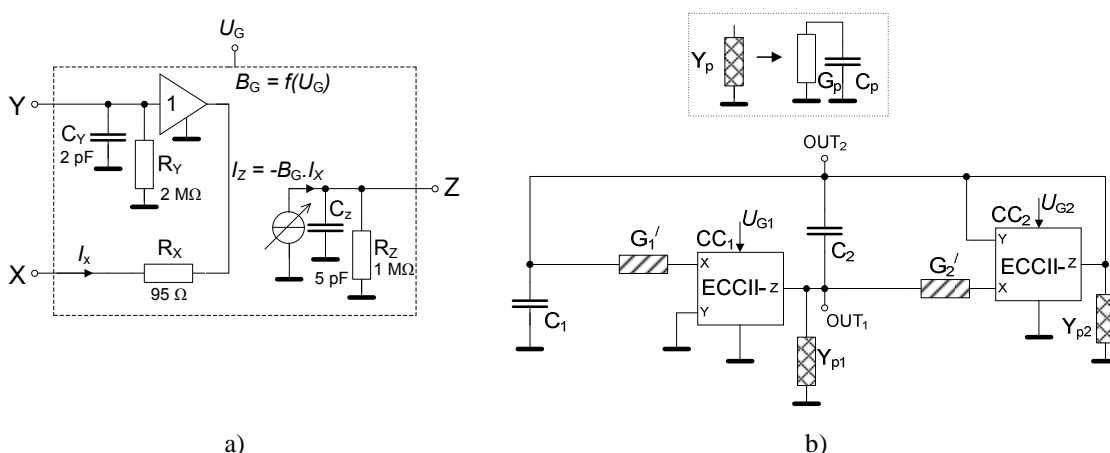 U_G
B_G = f(U_G)
Y
1
C_Y
2 pF
R_Y
2 MΩ
I_Z = -B_G.I_X
Z
C_z
R_Z
5 pF
1 MΩ
X
I_x
R_X
95 Ω
a)
Y_p
G_p
C_p
OUT_2
G_1'
C_1
U_G1
CC_1
X
ECCII-
Z
Y
C_2
OUT_1
Y_p1
G_2'
U_G2
CC_2
Y
ECCII-
Z
X
Y_p2
b)